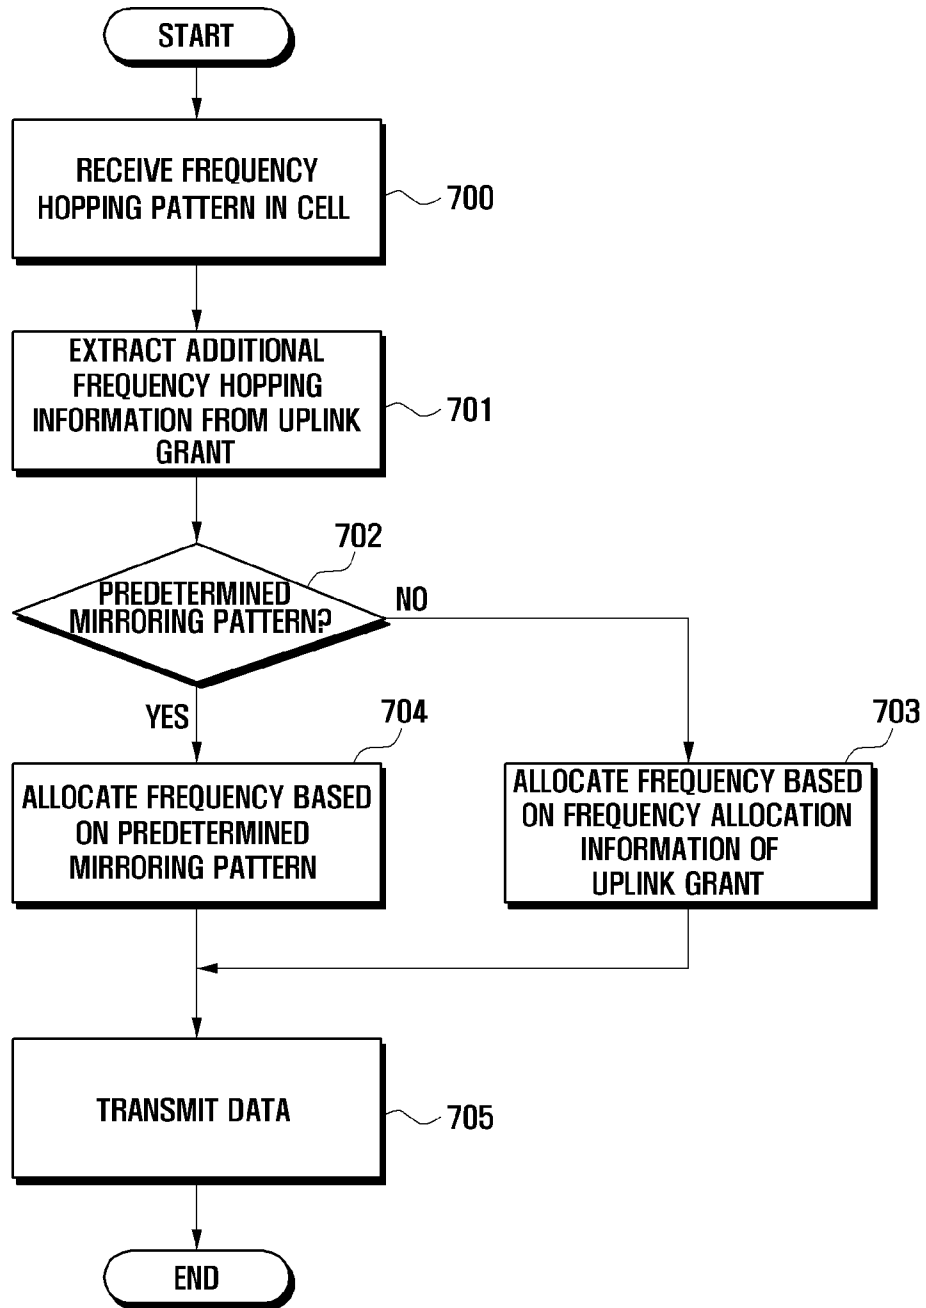 START
RECEIVE FREQUENCY
HOPPING PATTERN IN CELL
700
EXTRACT ADDITIONAL
FREQUENCY HOPPING
INFORMATION FROM UPLINK
GRANT
701
702
PREDETERMINED
MIRRORING PATTERN?
NO
YES
704
ALLOCATE FREQUENCY BASED
ON PREDETERMINED
MIRRORING PATTERN
703
ALLOCATE FREQUENCY BASED
ON FREQUENCY ALLOCATION
INFORMATION OF
UPLINK GRANT
TRANSMIT DATA
705
END